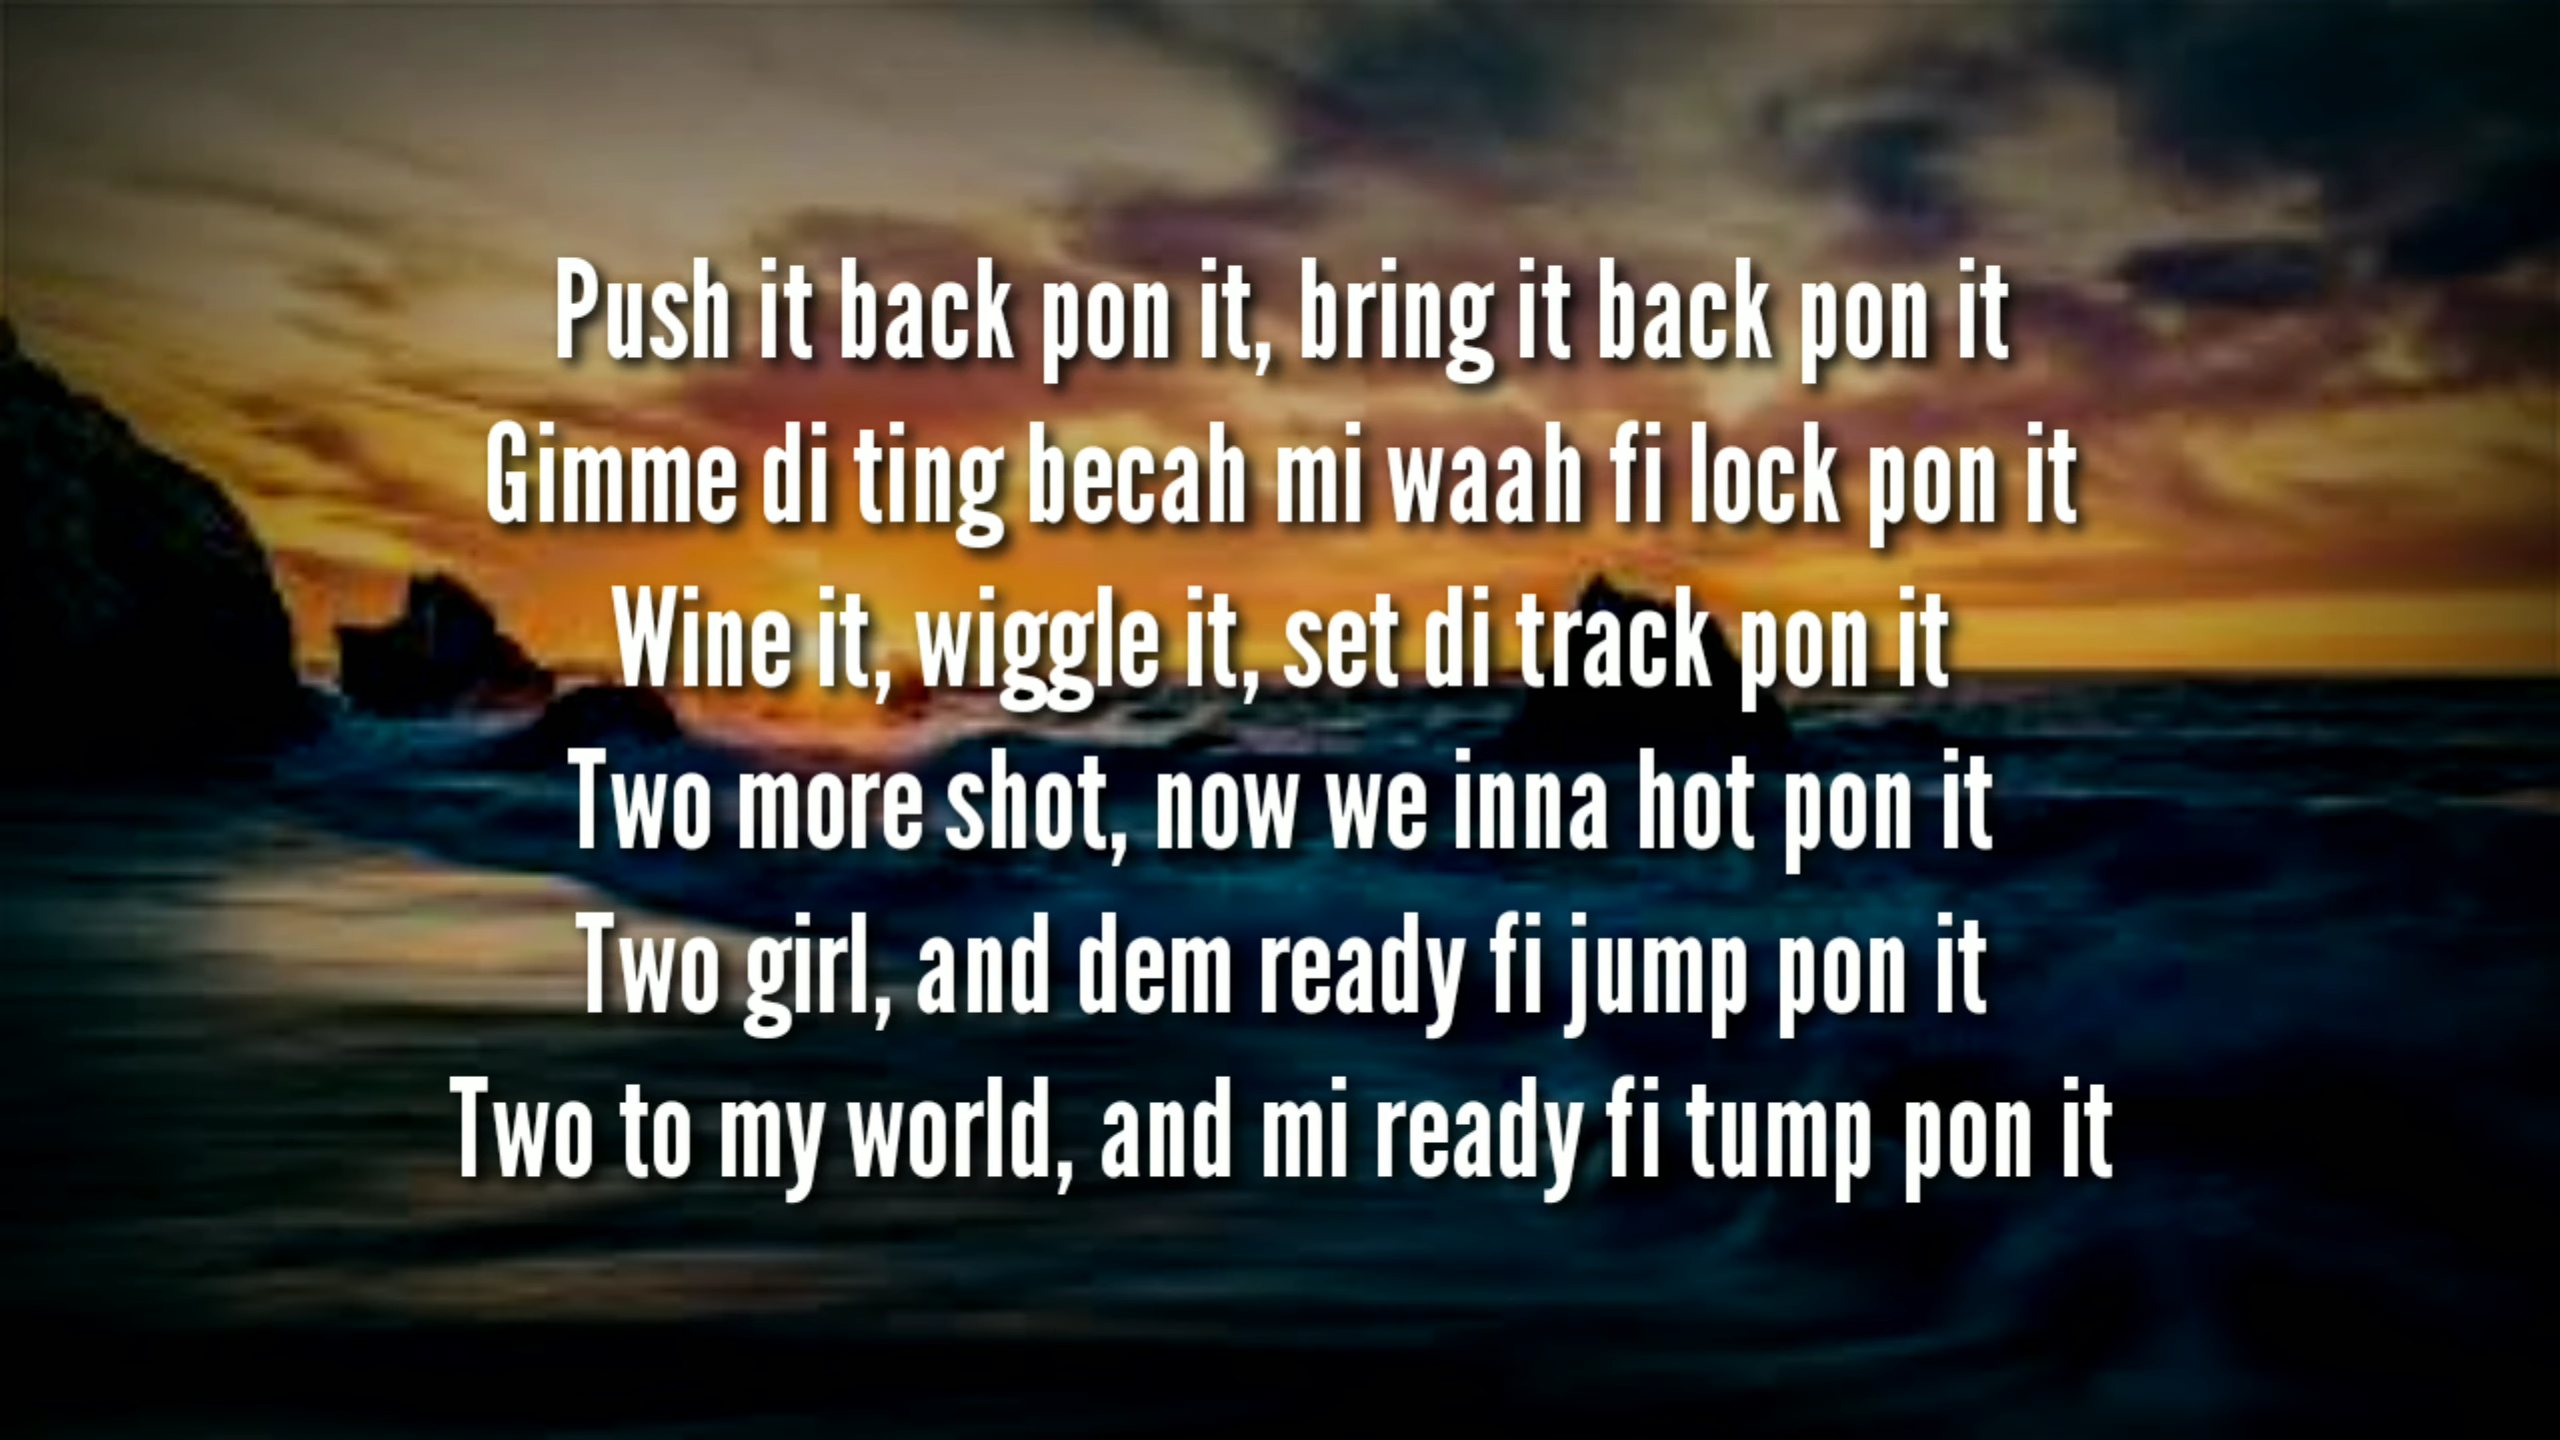 Push it back pon it, bring it back pon it
Gimme di ting becah mi waah fi lock pon it
Wine it, wiggle it, set di track pon it
Two more shot, now we inna hot pon it
Two girl, and dem ready fi jump pon it
Two to my world, and mi ready fi tump pon it